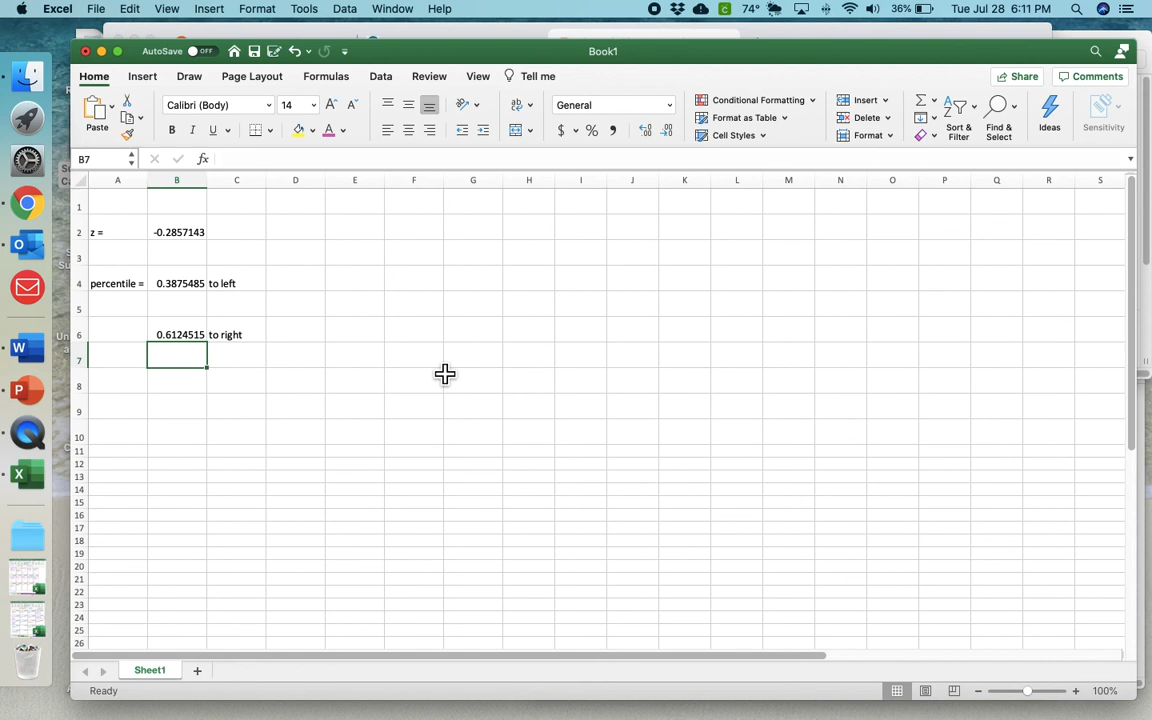 Excel File Edit View Insert Format Tools Data Window Help 74° 36% Tue Jul 28 6:11 PM
AutoSave OFF Book1
Home Insert Draw Page Layout Formulas Data Review View Tell me Share Comments
Paste Calibri (Body) 14 General Conditional Formatting Insert
Format as Table Delete
B I U $ % Cell Styles Format
Sort & Filter Find & Select Ideas Sensitivity
B7 fx
A B C D E F G H I J K L M N O P Q R S
1
2 z = -0.2857143
3
4 percentile = 0.3875485 to left
5
6 0.6124515 to right
7
8
9
10
11
12
13
14
15
16
17
18
19
20
21
22
23
24
25
26
Sheet1 +
Ready 100%